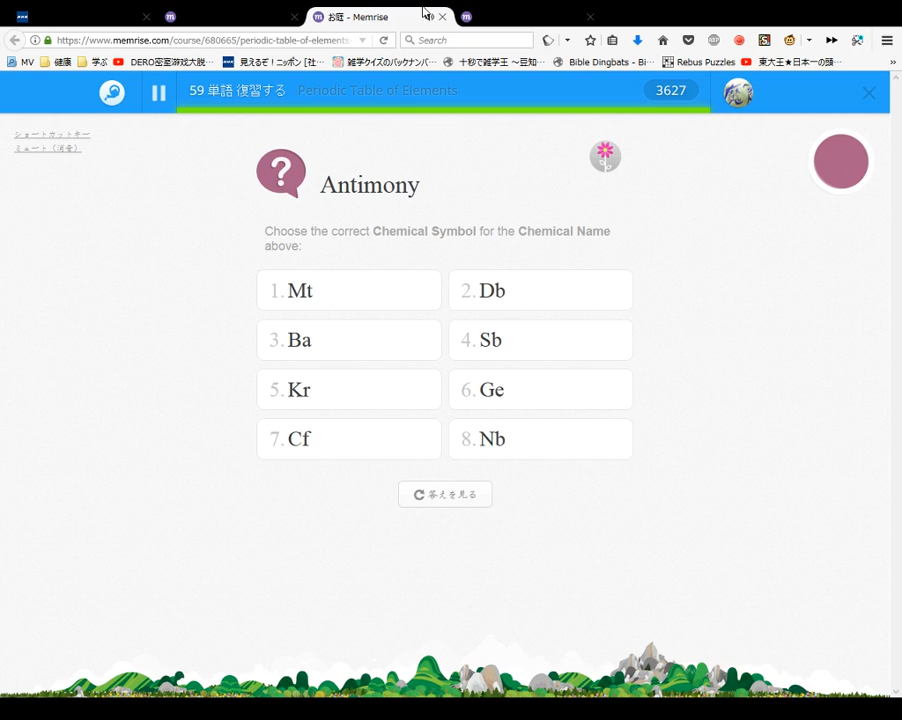 お庭 - Memrise
https://www.memrise.com/course/680665/periodic-table-of-elements-
Search
MV
健康
学ぶ
DERO密室游戏大脱…
見えるぞ！ニッポン [社…
雑学クイズのバックナンバ…
十秒で雑学王 ～豆知…
Bible Dingbats - Bi…
Rebus Puzzles
東大王★日本一の頭…
59 単語 復習する
Periodic Table of Elements
3627
ショートカットキー
ミュート（消音）
?
Antimony
Choose the correct Chemical Symbol for the Chemical Name
above:
1. Mt
2. Db
3. Ba
4. Sb
5. Kr
6. Ge
7. Cf
8. Nb
答えを見る